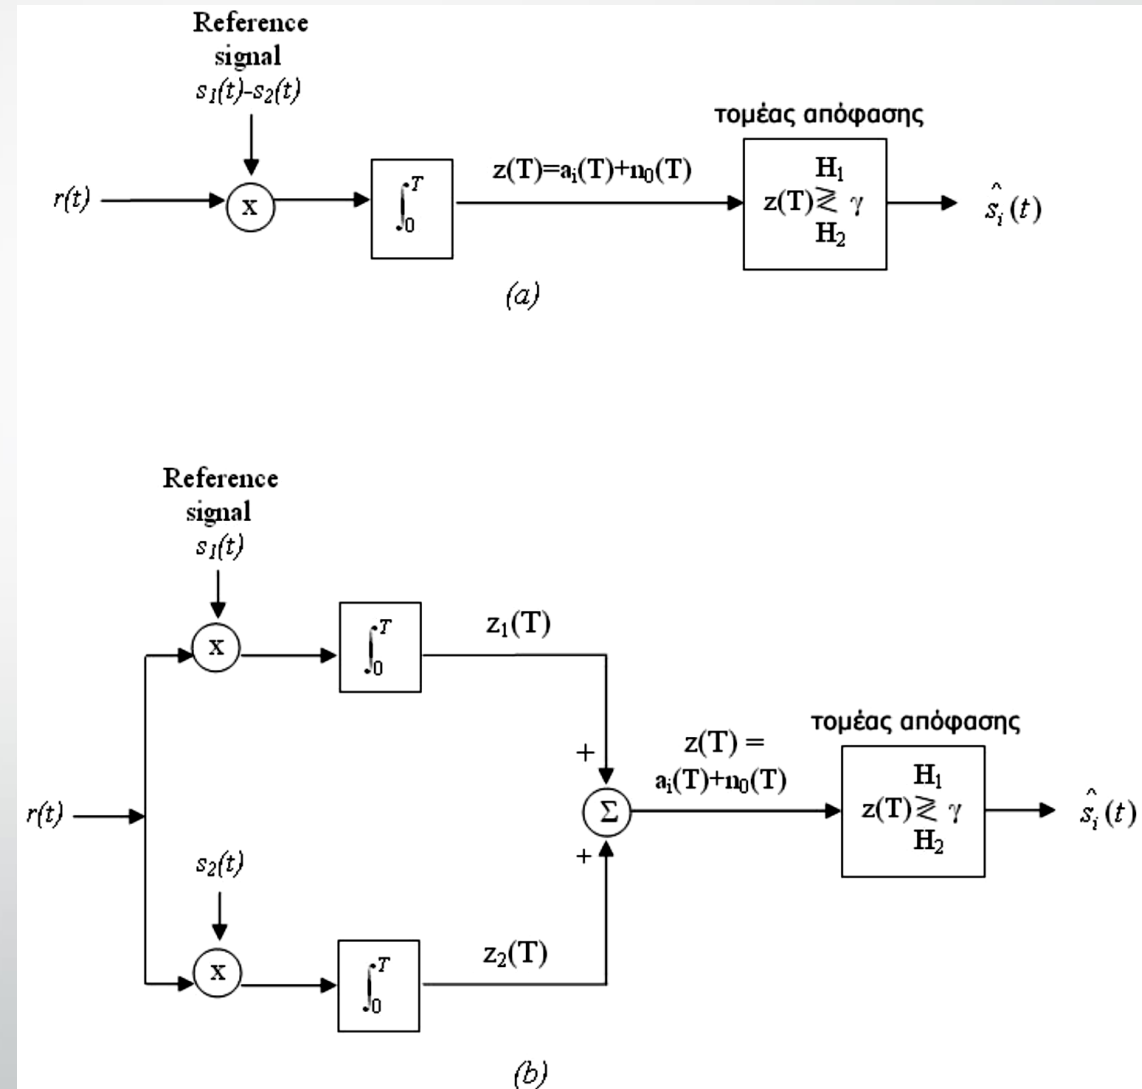 Reference
signal
s₁(t)-s₂(t)
τομέας απόφασης
r(t)
x
∫₀ᵀ
z(T)=aᵢ(T)+n₀(T)
H₁
z(T) ≷ γ
H₂
ŝᵢ(t)
(a)
Reference
signal
s₁(t)
x
∫₀ᵀ
z₁(T)
τομέας απόφασης
+
z(T) =
aᵢ(T)+n₀(T)
H₁
z(T) ≷ γ
H₂
ŝᵢ(t)
r(t)
Σ
+
s₂(t)
x
∫₀ᵀ
z₂(T)
(b)